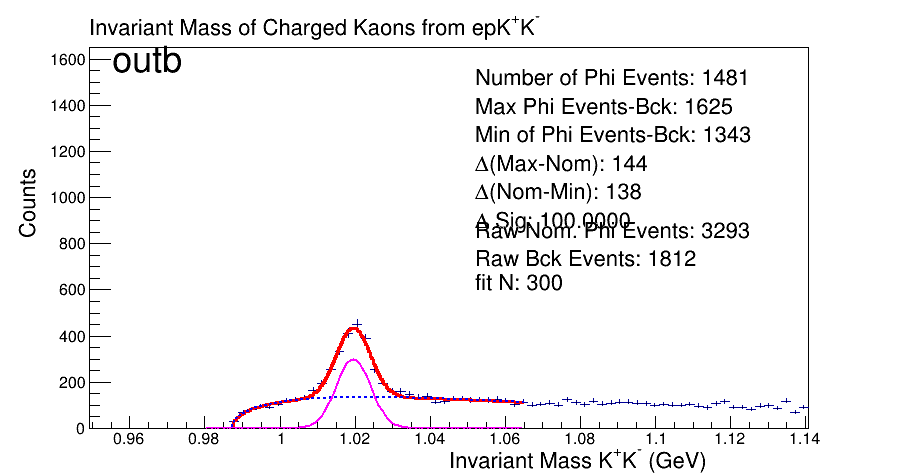 Invariant Mass of Charged Kaons from epK⁺K⁻
outb
Number of Phi Events: 1481
Max Phi Events-Bck: 1625
Min of Phi Events-Bck: 1343
Δ(Max-Nom): 144
Δ(Nom-Min): 138
Δ Sig: 100.0000
Raw Nom. Phi Events: 3293
Raw Bck Events: 1812
fit N: 300
Counts
1600
1400
1200
1000
800
600
400
200
0
0.96 0.98 1 1.02 1.04 1.06 1.08 1.1 1.12 1.14
Invariant Mass K⁺K⁻ (GeV)